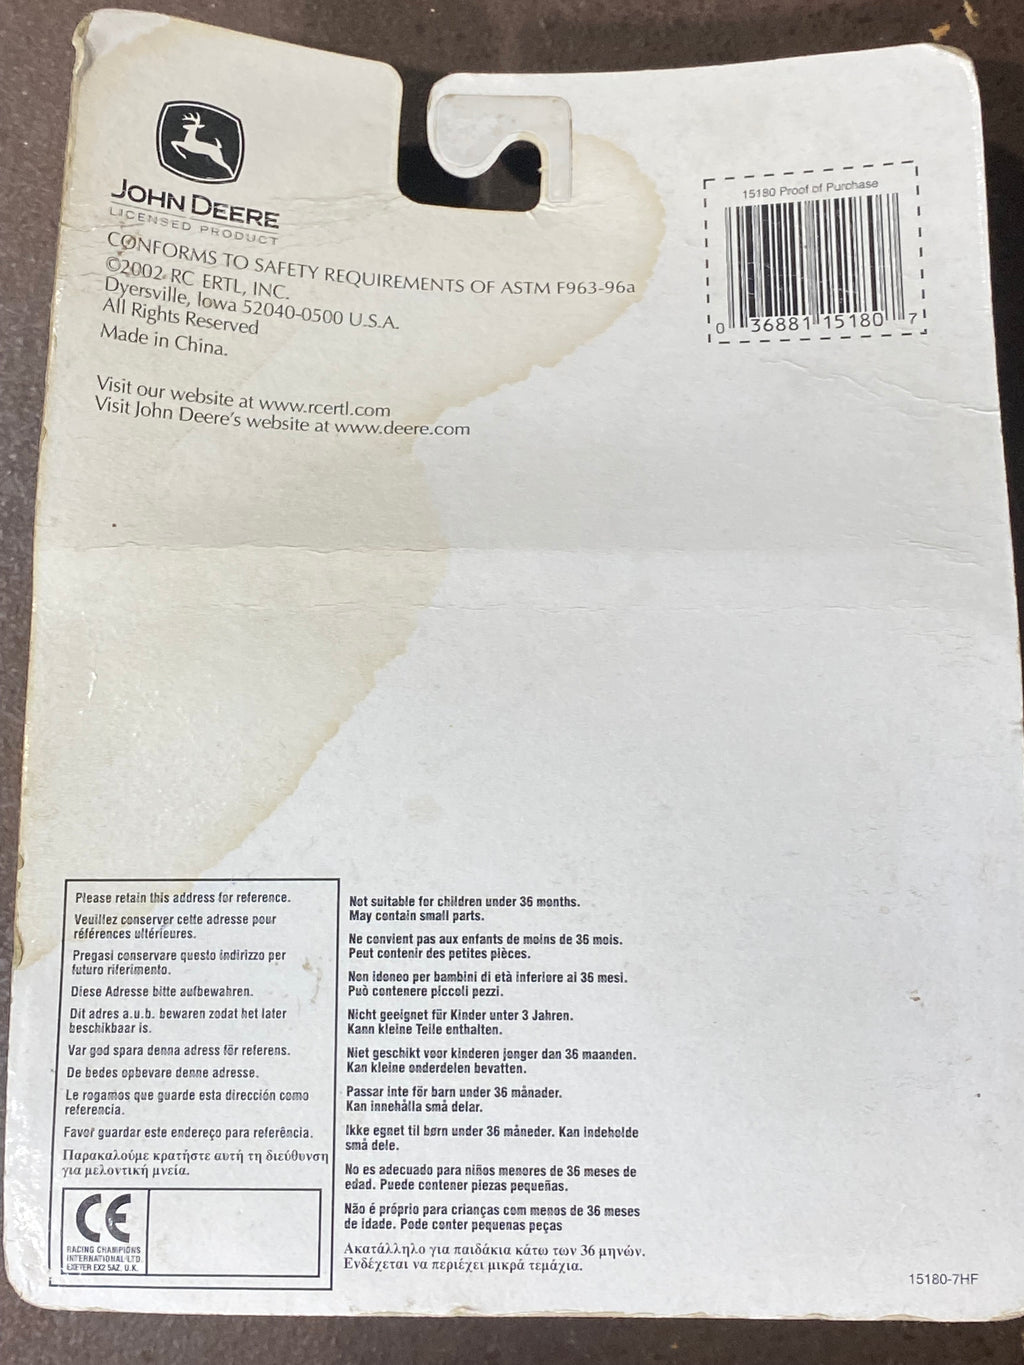 JOHN DEERE
LICENSED PRODUCT
CONFORMS TO SAFETY REQUIREMENTS OF ASTM F963-96a
©2002 RC ERTL, INC.
Dyersville, Iowa 52040-0500 U.S.A.
All Rights Reserved
Made in China.
Visit our website at www.rcertl.com
Visit John Deere's website at www.deere.com
15180 Proof of Purchase
0 36881 15180 7
Please retain this address for reference.
Veuillez conserver cette adresse pour
références ultérieures.
Pregasi conservare questo indirizzo per
futuro riferimento.
Diese Adresse bitte aufbewahren.
Dit adres a.u.b. bewaren zodat het later
beschikbaar is.
Var god spara denna adress för referens.
De bedes opbevare denne adresse.
Le rogamos que guarde esta dirección como
referencia.
Favor guardar este endereço para referência.
Παρακαλούμε κρατήστε αυτή τη διεύθυνση
για μελοντική μνεία.
CE
RACING CHAMPIONS
INTERNATIONAL LTD.
EXETER EX2 5AZ. U.K.
Not suitable for children under 36 months.
May contain small parts.
Ne convient pas aux enfants de moins de 36 mois.
Peut contenir des petites pièces.
Non idoneo per bambini di età inferiore ai 36 mesi.
Può contenere piccoli pezzi.
Nicht geeignet für Kinder unter 3 Jahren.
Kann kleine Teile enthalten.
Niet geschikt voor kinderen jonger dan 36 maanden.
Kan kleine onderdelen bevatten.
Passar inte för barn under 36 månader.
Kan innehålla små delar.
Ikke egnet til børn under 36 måneder. Kan indeholde
små dele.
No es adecuado para niños menores de 36 meses de
edad. Puede contener piezas pequeñas.
Não é próprio para crianças com menos de 36 meses
de idade. Pode conter pequenas peças
Ακατάλληλο για παιδάκια κάτω των 36 μηνών.
Ενδέχεται να περιέχει μικρά τεμάχια.
15180-7HF